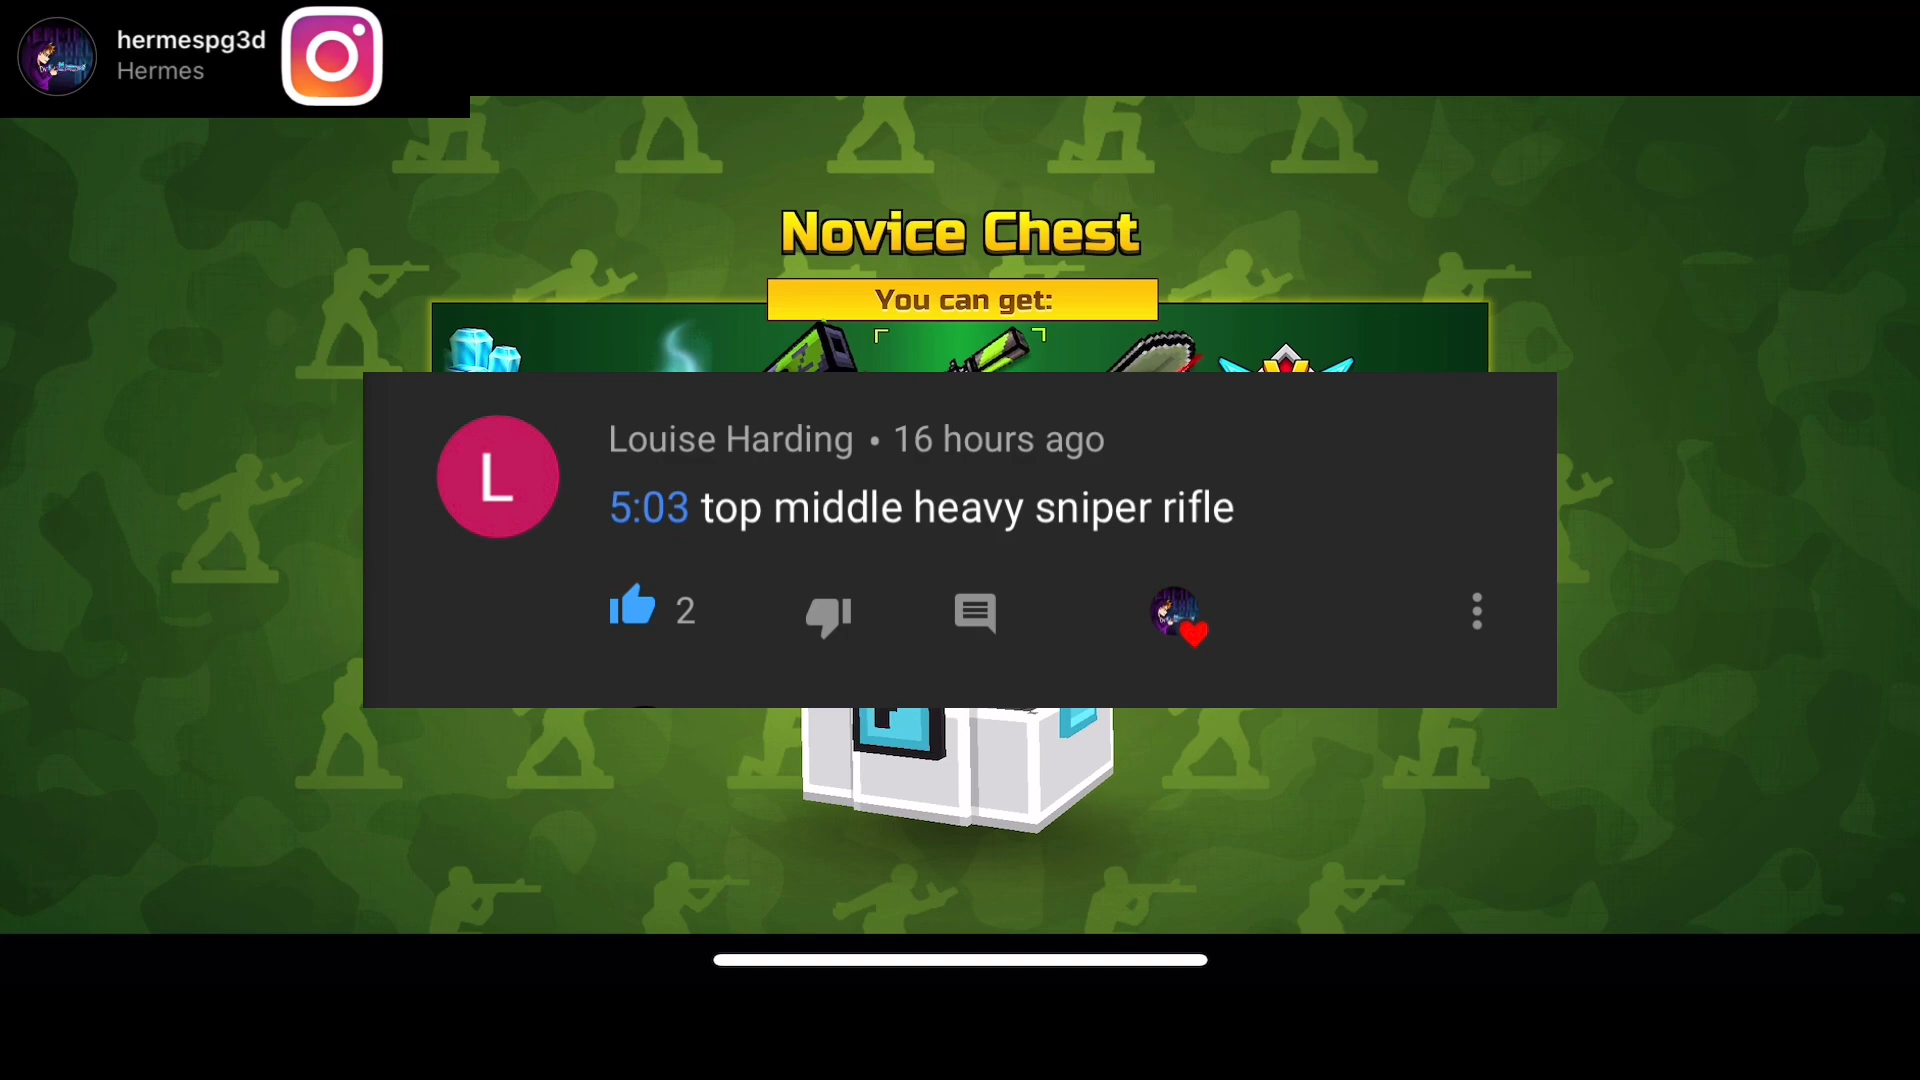 hermespg3d
Hermes
Novice Chest
You can get:
L
Louise Harding • 16 hours ago
5:03 top middle heavy sniper rifle
2